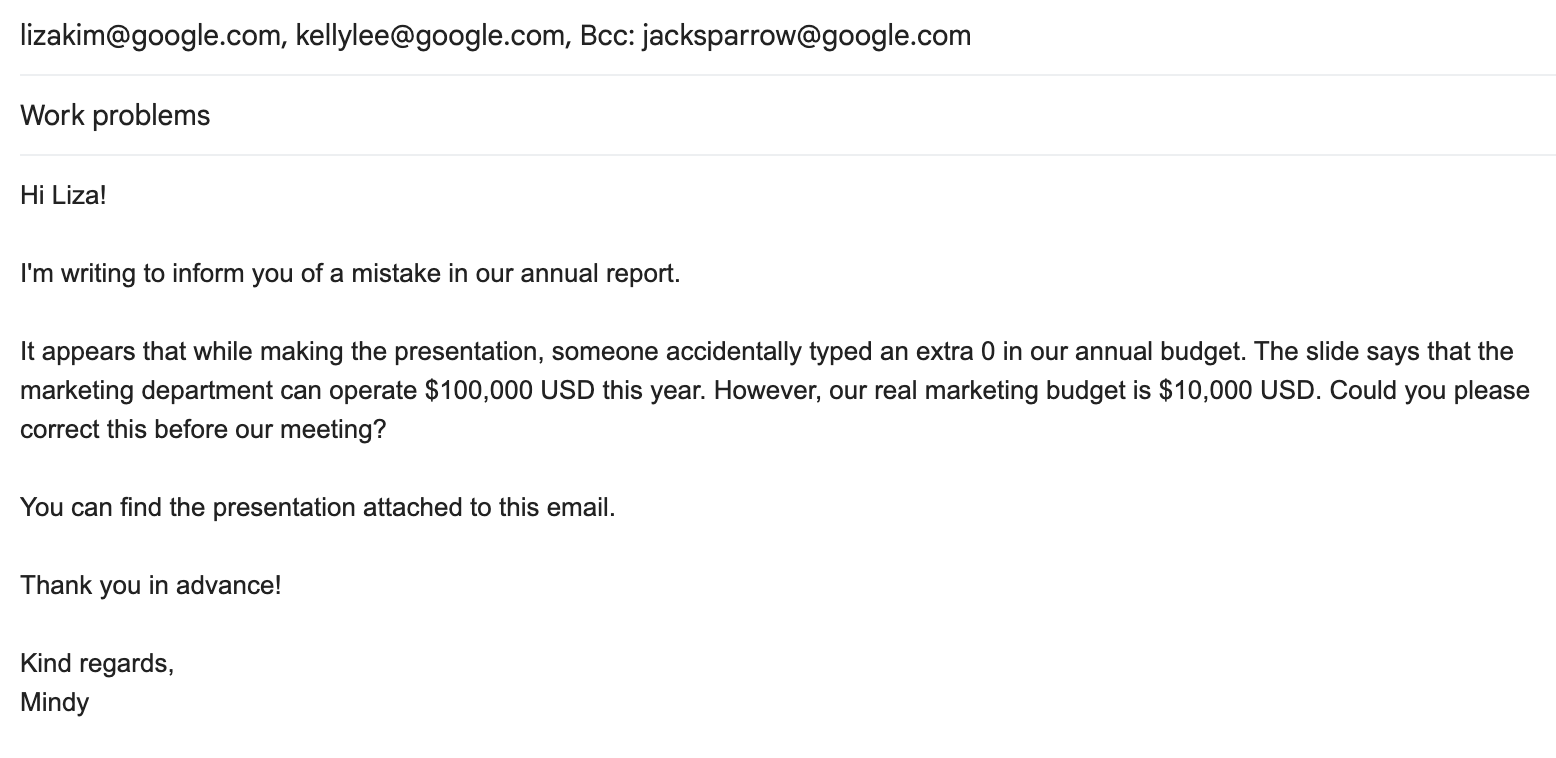 lizakim@google.com, kellylee@google.com, Bcc: jacksparrow@google.com
Work problems
Hi Liza!
I'm writing to inform you of a mistake in our annual report.
It appears that while making the presentation, someone accidentally typed an extra 0 in our annual budget. The slide says that the
marketing department can operate $100,000 USD this year. However, our real marketing budget is $10,000 USD. Could you please
correct this before our meeting?
You can find the presentation attached to this email.
Thank you in advance!
Kind regards,
Mindy